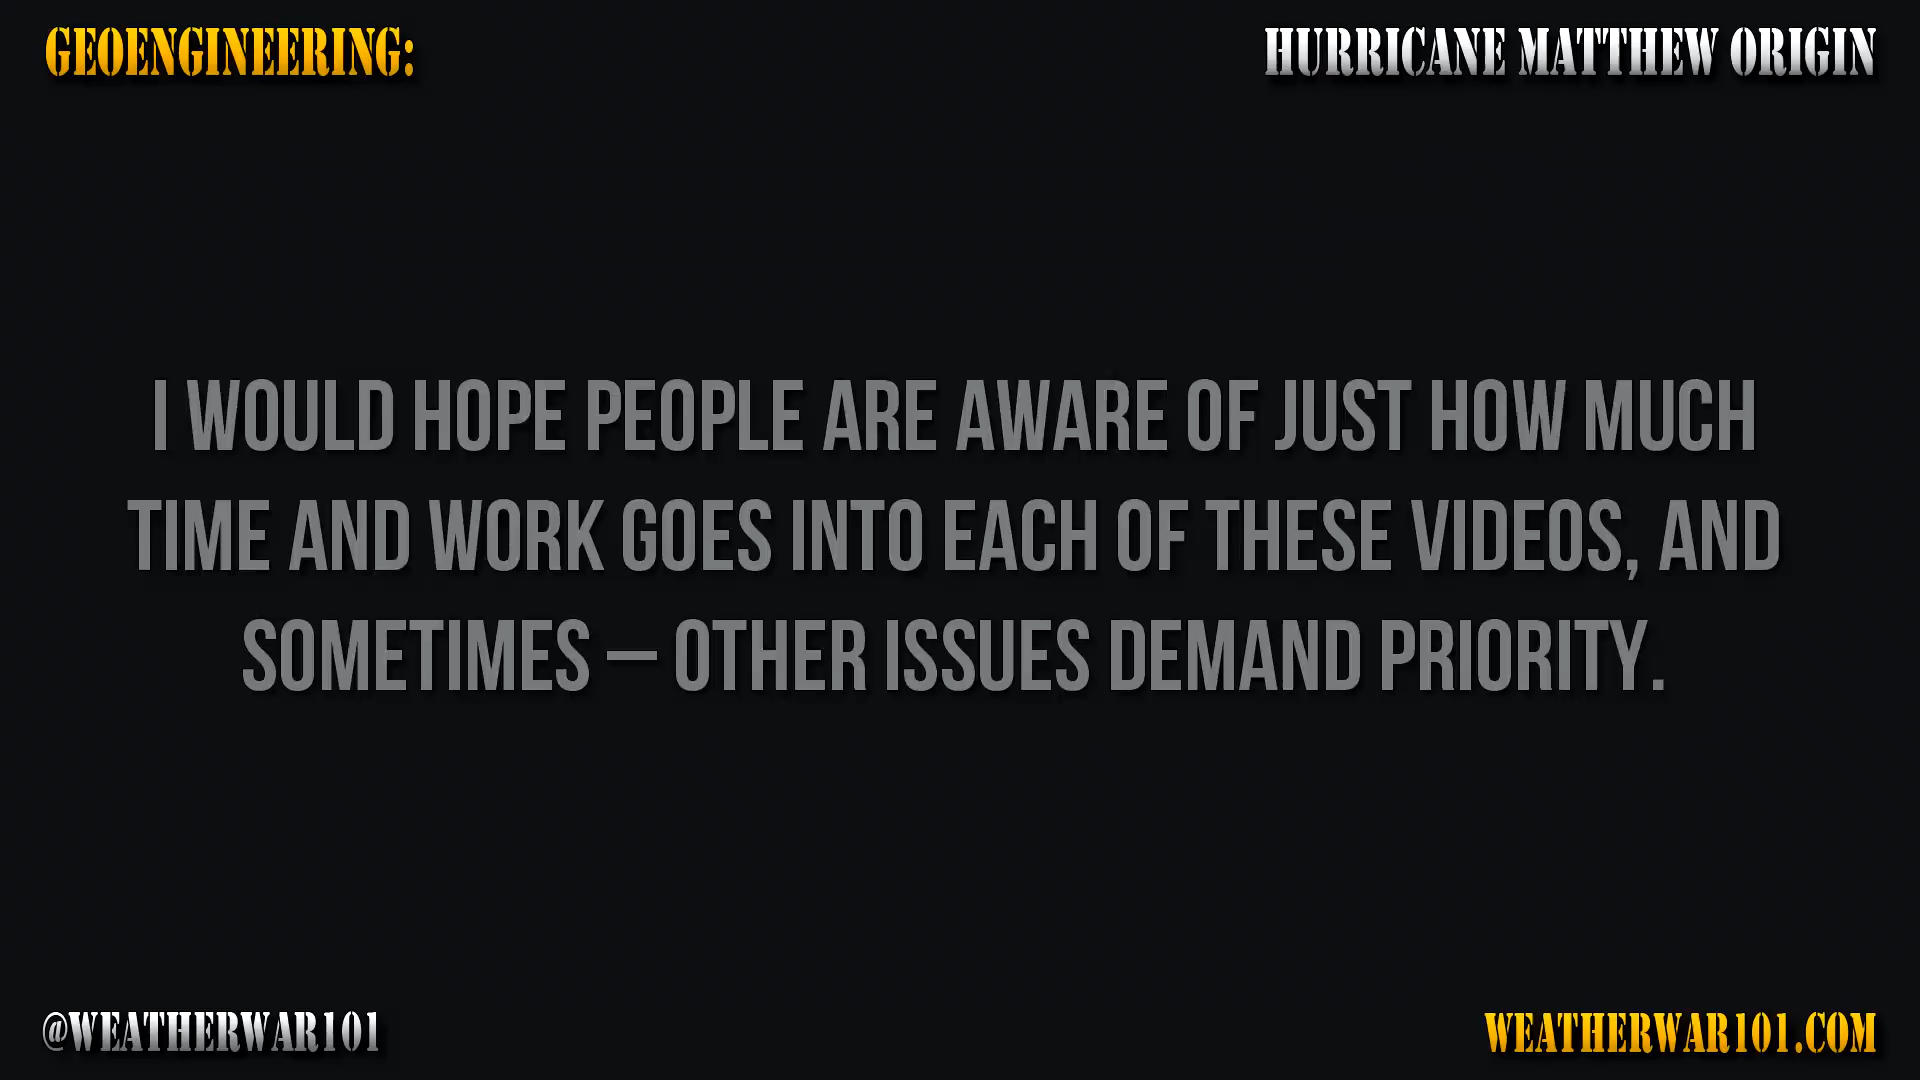 GEOENGINEERING:
HURRICANE MATTHEW ORIGIN
I WOULD HOPE PEOPLE ARE AWARE OF JUST HOW MUCH
TIME AND WORK GOES INTO EACH OF THESE VIDEOS, AND
SOMETIMES – OTHER ISSUES DEMAND PRIORITY.
@WEATHERWAR101
WEATHERWAR101.COM